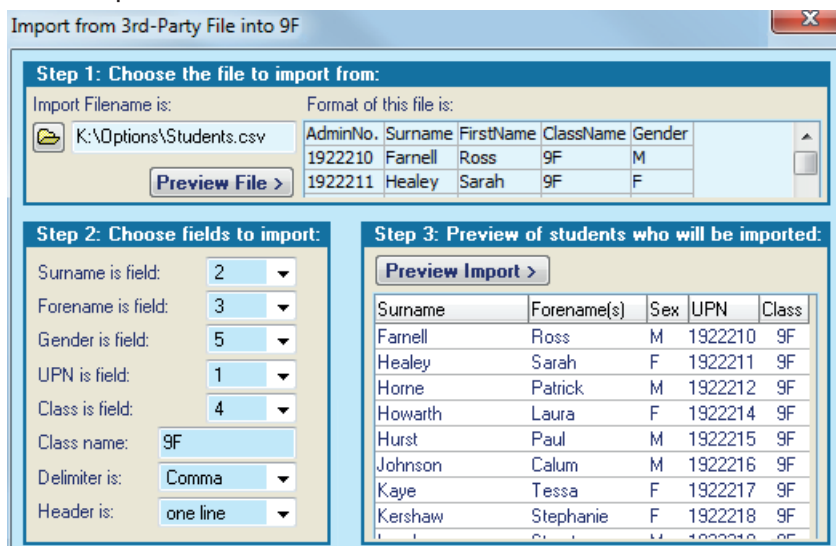 Import from 3rd-Party File into 9F
X
Step 1: Choose the file to import from:
Import Filename is:
Format of this file is:
K:\Options\Students.csv
Preview File >
AdminNo. Surname FirstName ClassName Gender
1922210 Farnell Ross 9F M
1922211 Healey Sarah 9F F
Step 2: Choose fields to import:
Surname is field: 2
Forename is field: 3
Gender is field: 5
UPN is field: 1
Class is field: 4
Class name: 9F
Delimiter is: Comma
Header is: one line
Step 3: Preview of students who will be imported:
Preview Import >
Surname Forename(s) Sex UPN Class
Farnell Ross M 1922210 9F
Healey Sarah F 1922211 9F
Horne Patrick M 1922212 9F
Howarth Laura F 1922214 9F
Hurst Paul M 1922215 9F
Johnson Calum M 1922216 9F
Kaye Tessa F 1922217 9F
Kershaw Stephanie F 1922218 9F